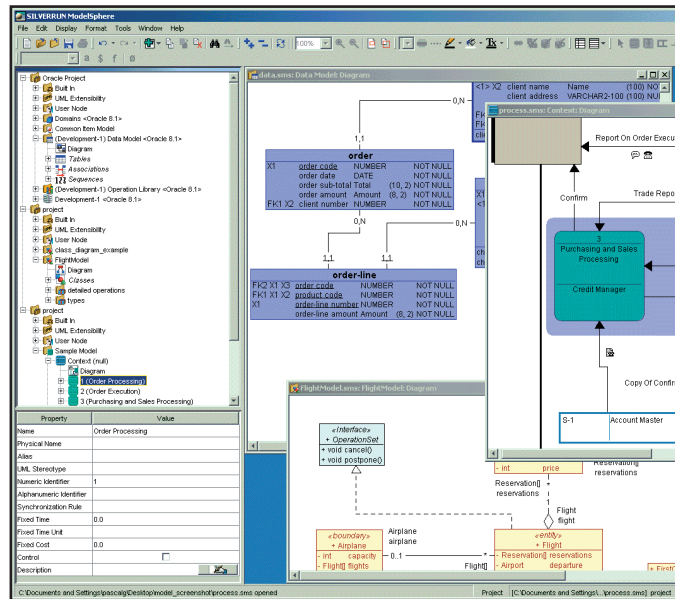 SILVERRUN ModelSphere
File Edit Display Format Tools Window Help
100%
a $ f ø
Oracle Project
Built In
UML Extensibility
User Node
Domains <Oracle 8.1>
Common Item Model
(Development-1) Data Model <Oracle 8.1>
Diagram
Tables
Associations
Sequences
(Development-1) Operation Library <Oracle 8.1>
Development-1 <Oracle 8.1>
project
Built In
UML Extensibility
User Node
class_diagram_example
FlightModel
Diagram
Classes
detailed operations
types
project
Built In
UML Extensibility
User Node
Sample Model
Context (null)
Diagram
1 (Order Processing)
2 (Order Execution)
3 (Purchasing and Sales Processing)
Property Value
Name Order Processing
Physical Name
Alias
UML Stereotype
Numeric Identifier 1
Alphanumeric Identifier
Synchronization Rule
Fixed Time 0.0
Fixed Time Unit
Fixed Cost 0.0
Control
Description
data.sms: Data Model: Diagram
<1> X2 client name Name (100) NO
client address VARCHAR2-100 (100) NU
0,N
1,1
order
X1 order code NUMBER NOT NULL
order date DATE NOT NULL
order sub-total Total (10, 2) NOT NULL
order amount Amount (8, 2) NOT NULL
FK1 X2 client number NUMBER NOT NULL
0,N
0,N
1,1 1,1
order-line
FK2 X1 X3 order code NUMBER NOT NULL
FK1 X1 X2 product code NUMBER NOT NULL
X1 order-line number NUMBER NOT NULL
order-line amount Amount (8, 2) NOT NULL
process.sms: Context: Diagram
Report On Order Execu
Confirm
Trade Repo
3
Purchasing and Sales
Processing
Credit Manager
Copy Of Confir
S-1 Account Master
FlightModel.sms: FlightModel: Diagram
«Interface»
+ OperationSet
+ void cancel()
+ void postpone()
- int price
Reservation[]
reservations
Reservation[] *
reservations
1
Flight
flight
«boundary»
+ Airplane
- int capacity
- Flight[] flights
Airplane
airplane
0..1
*
Flight[]
«entity»
+ Flight
- Reservation[] reservations
- Airport departure
+ FirstC
C:\Documents and Settings\pascalg\Desktop\model_screenshot\process.sms opened
Project [C:\Documents and Settings\...\process.sms] project